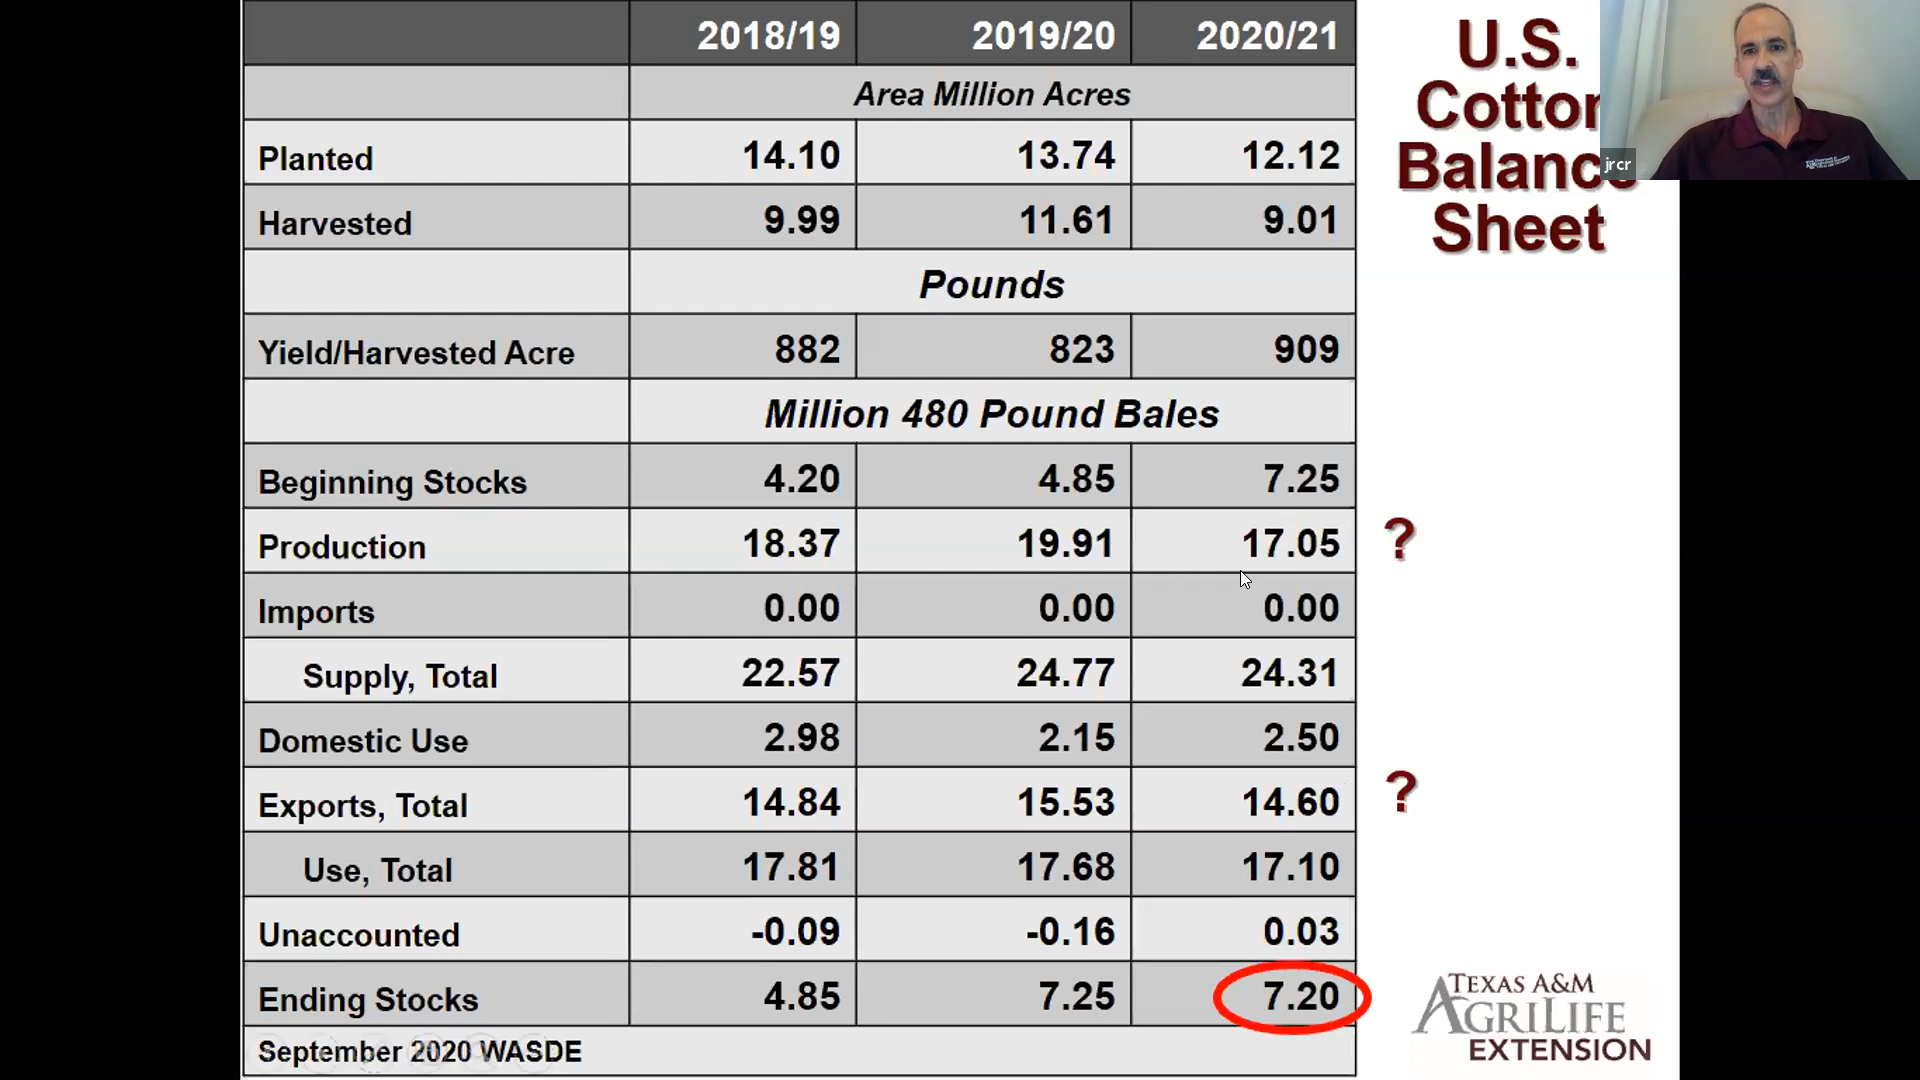 2018/19 2019/20 2020/21
Area Million Acres
Planted 14.10 13.74 12.12
Harvested 9.99 11.61 9.01
Pounds
Yield/Harvested Acre 882 823 909
Million 480 Pound Bales
Beginning Stocks 4.20 4.85 7.25
Production 18.37 19.91 17.05 ?
Imports 0.00 0.00 0.00
Supply, Total 22.57 24.77 24.31
Domestic Use 2.98 2.15 2.50
Exports, Total 14.84 15.53 14.60 ?
Use, Total 17.81 17.68 17.10
Unaccounted -0.09 -0.16 0.03
Ending Stocks 4.85 7.25 7.20
September 2020 WASDE
U.S.
Cotton
Balance
Sheet
jrcr
TEXAS A&M
AGRILIFE
EXTENSION